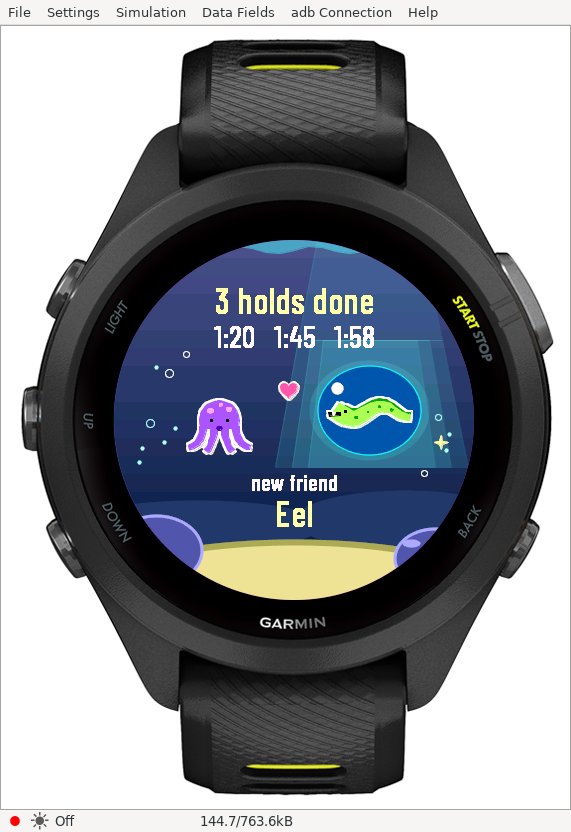 File Settings Simulation Data Fields adb Connection Help
3 holds done
1:20 1:45 1:58
new friend
Eel
LIGHT
START STOP
UP
DOWN
BACK
GARMIN
Off 144.7/763.6kB